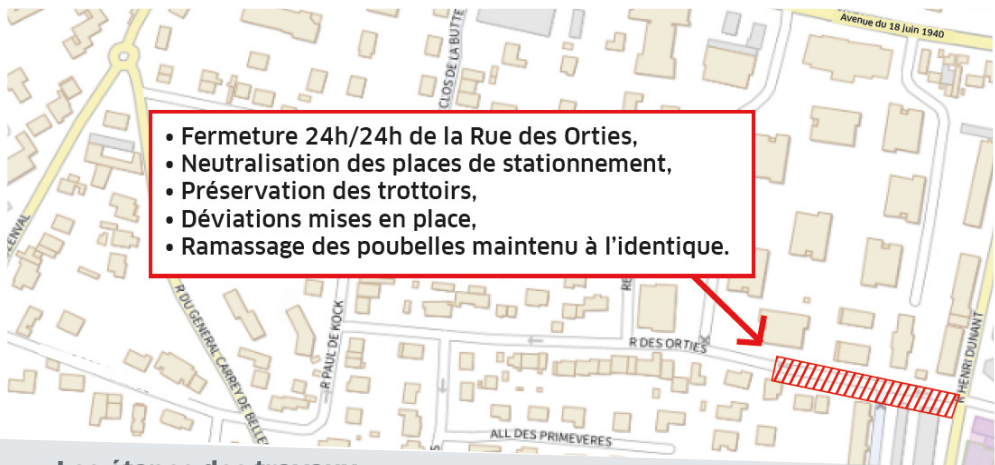 Avenue du 18 juin 1940
CLOS DE LA BUTTE
• Fermeture 24h/24h de la Rue des Orties,
• Neutralisation des places de stationnement,
• Préservation des trottoirs,
• Déviations mises en place,
• Ramassage des poubelles maintenu à l'identique.
R DU GENERAL CARREY DE BELLE
R PAUL DE KOCK
R DES ORTIES
R HENRI DUNANT
ALL DES PRIMEVERES